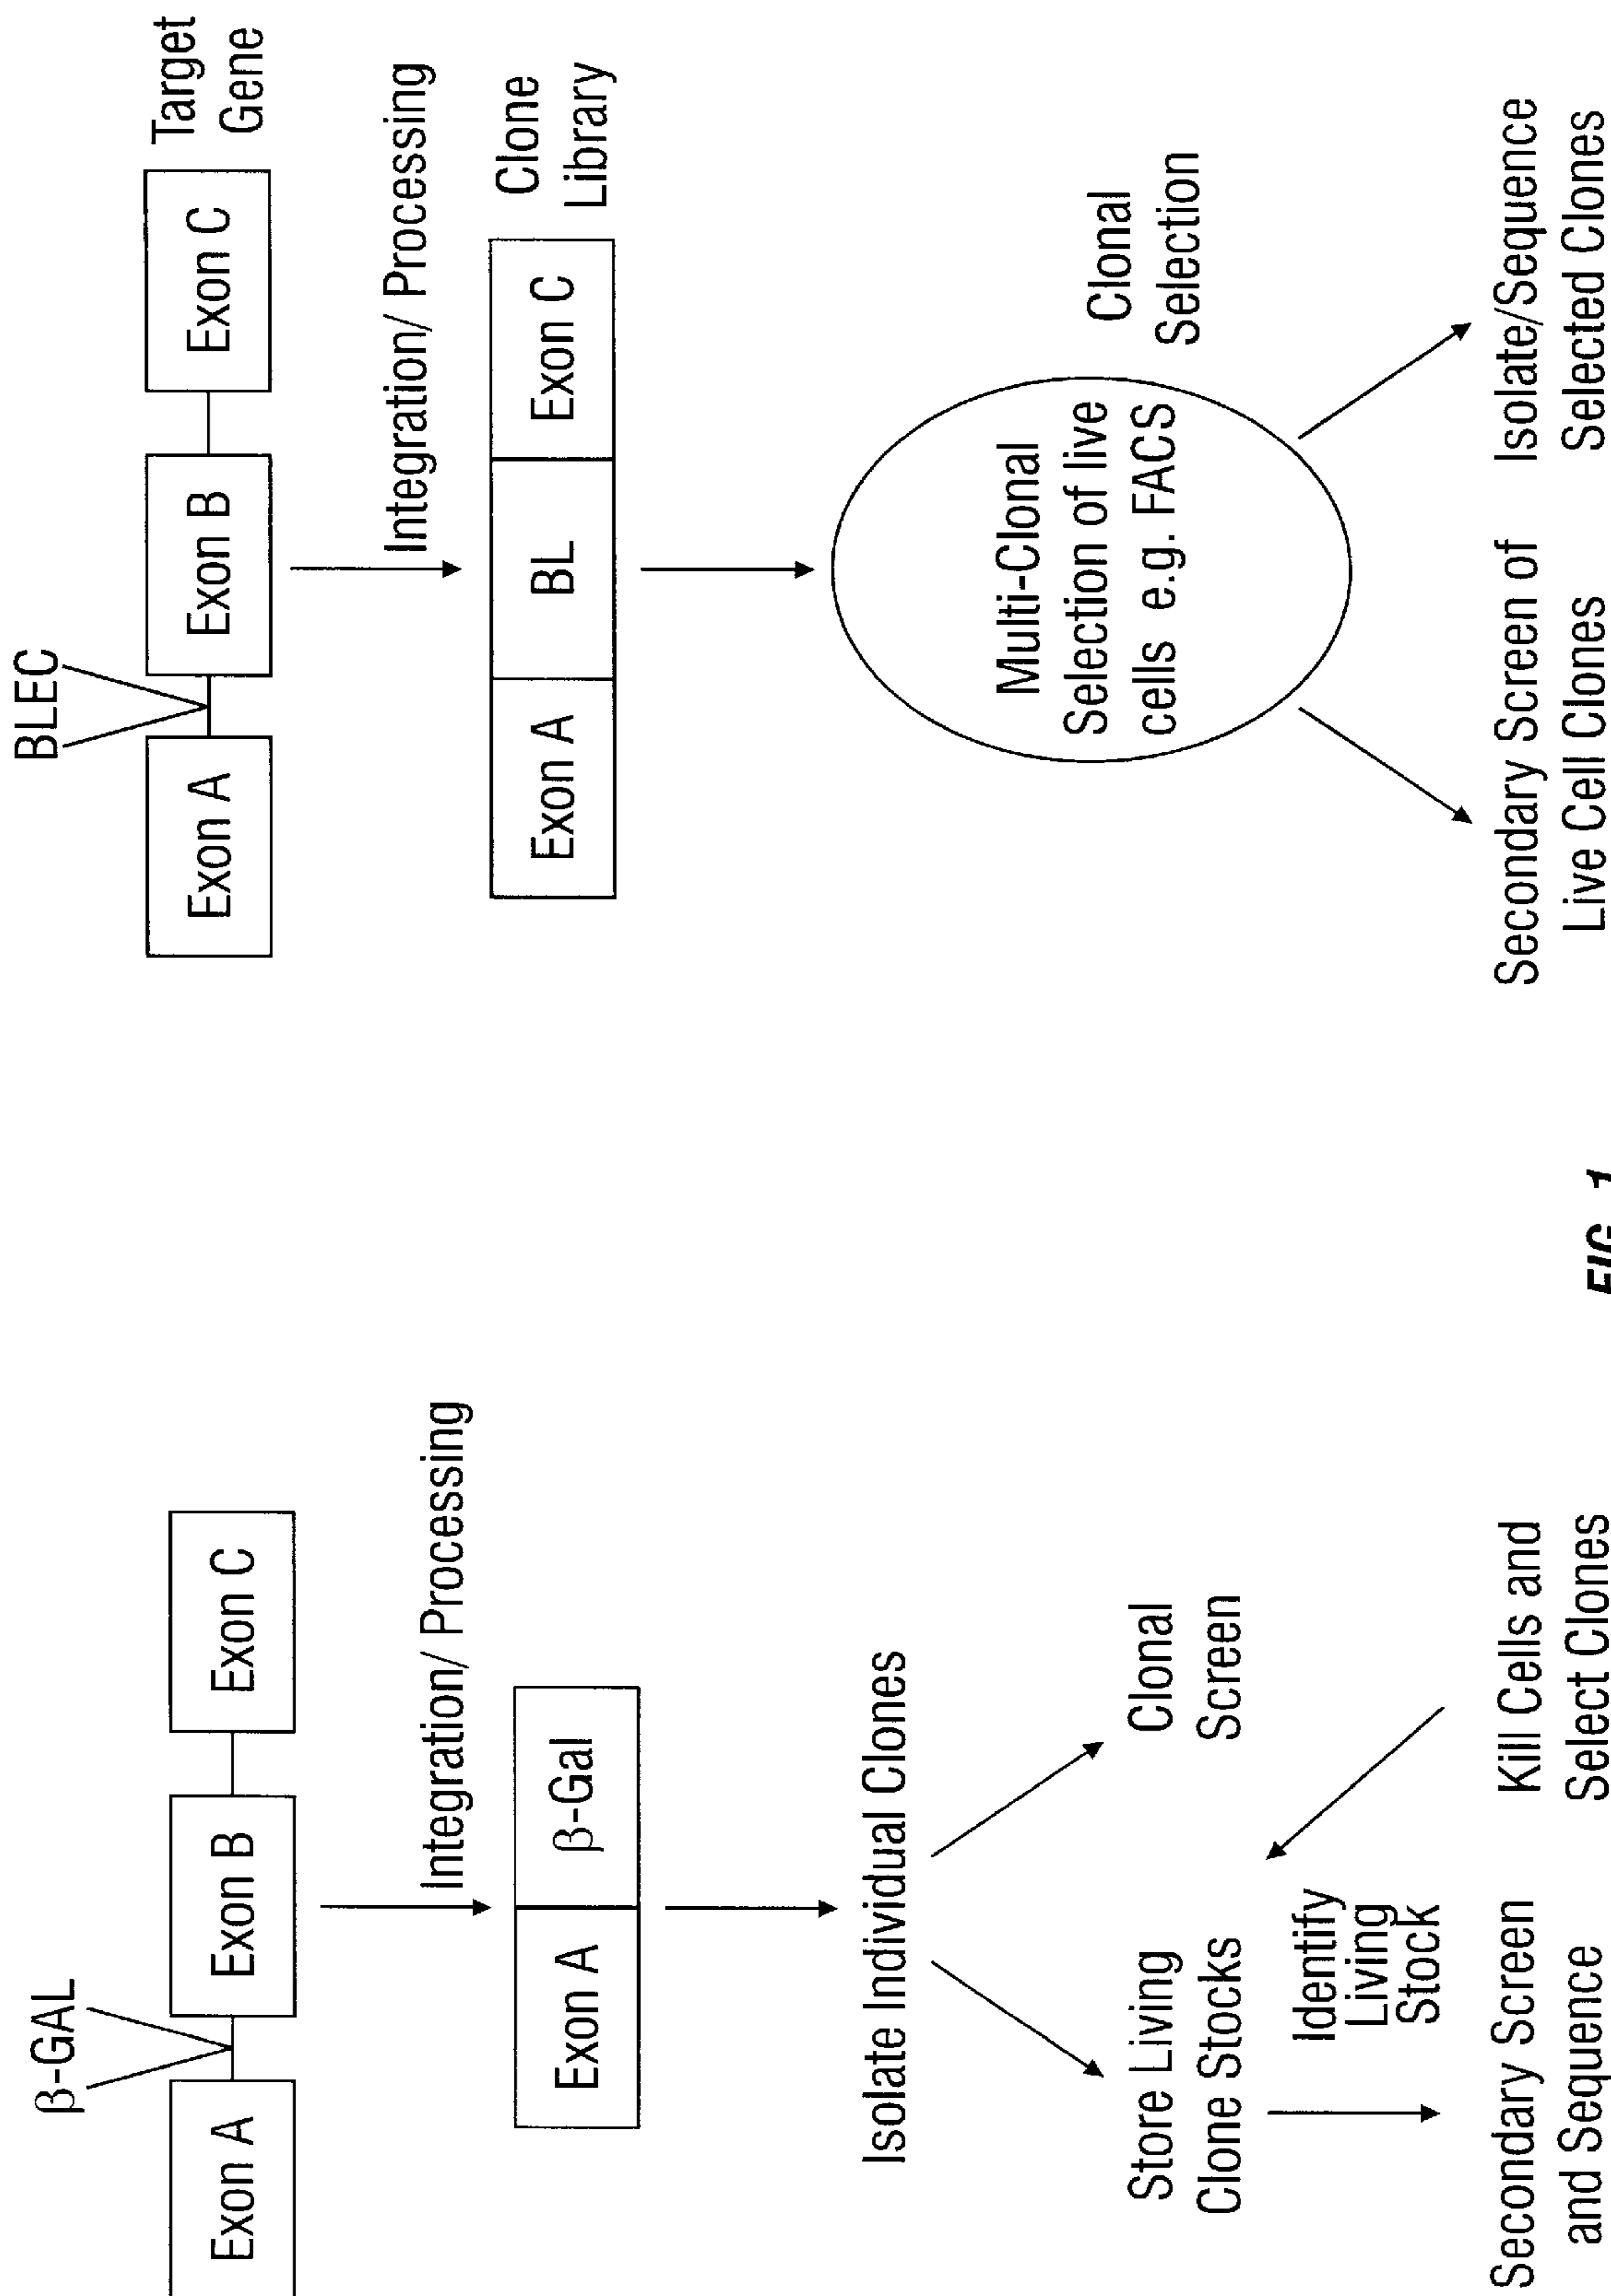 β-GAL
Exon A
Exon B
Exon C
Integration/ Processing
Exon A
β-Gal
Isolate Individual Clones
Store Living
Clone Stocks
Clonal
Screen
Identify
Living
Stock
Secondary Screen
and Sequence
Kill Cells and
Select Clones
BLEC
Exon A
Exon B
Exon C
Target
Gene
Integration/ Processing
Exon A
BL
Exon C
Clone
Library
Multi-Clonal
Selection of live
cells e.g. FACS
Clonal
Selection
Secondary Screen of
Live Cell Clones
Isolate/Sequence
Selected Clones
FIG. 1